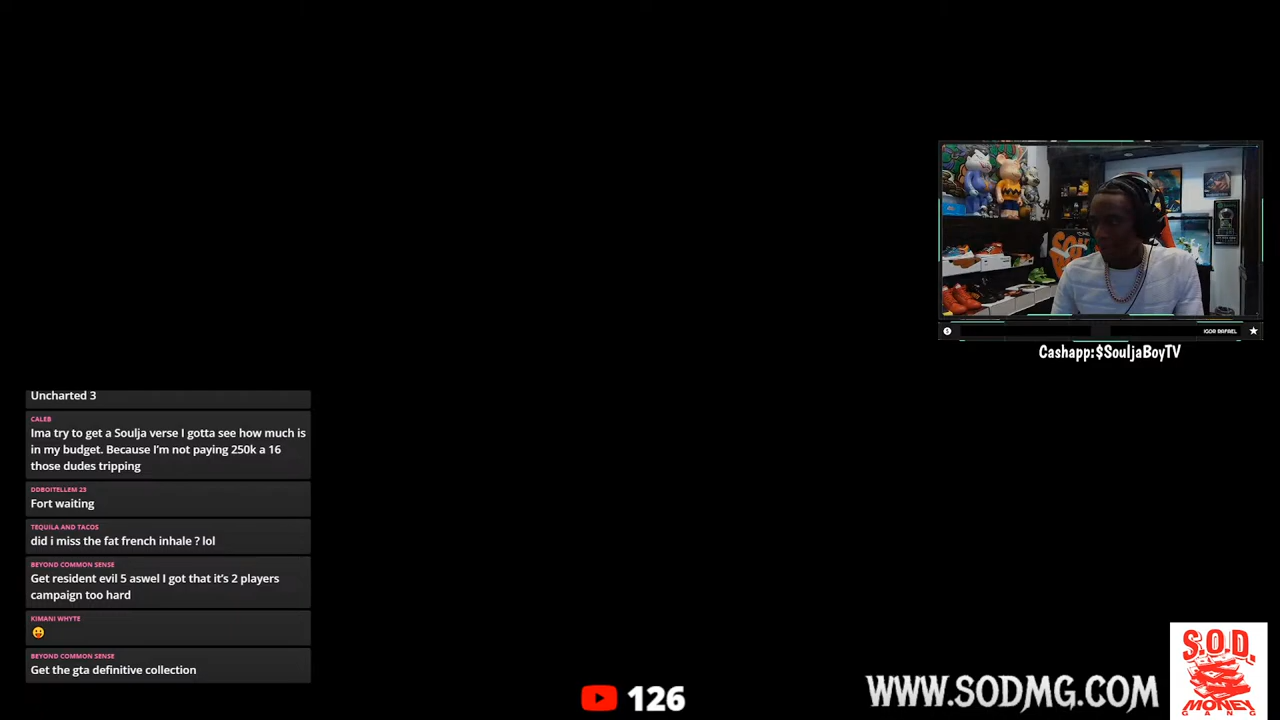 Uncharted 3
CALEB
Ima try to get a Soulja verse I gotta see how much is
in my budget. Because I'm not paying 250k a 16
those dudes tripping
DDBOITELLEM 23
Fort waiting
TEQUILA AND TACOS
did i miss the fat french inhale ? lol
BEYOND COMMON SENSE
Get resident evil 5 aswel I got that it's 2 players
campaign too hard
KIMANI WHYTE
😛
BEYOND COMMON SENSE
Get the gta definitive collection
IGOR RAFAEL
Cashapp:$SouljaBoyTV
126
WWW.SODMG.COM
S.O.D.
MONEY
GANG